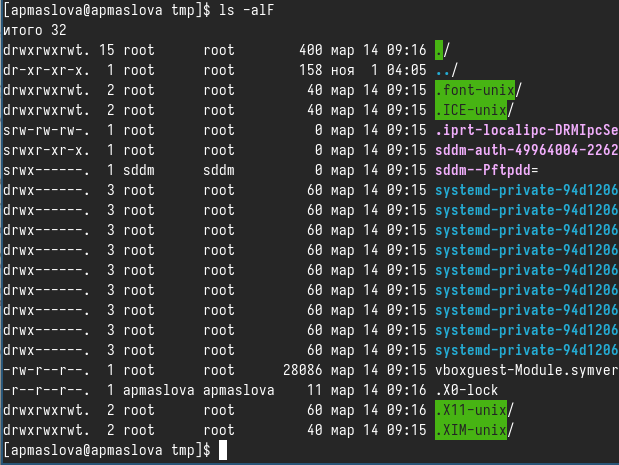 [apmaslova@apmaslova tmp]$ ls -alF
итого 32
drwxrwxrwt. 15 root      root         400 мар 14 09:16 ./
dr-xr-xr-x.  1 root      root         158 ноя  1 04:05 ../
drwxrwxrwt.  2 root      root          40 мар 14 09:15 .font-unix/
drwxrwxrwt.  2 root      root          40 мар 14 09:15 .ICE-unix/
srw-rw-rw-.  1 root      root           0 мар 14 09:15 .iprt-localipc-DRMIpcSe
srwxr-xr-x.  1 root      root           0 мар 14 09:15 sddm-auth-49964004-2262
srwx------.  1 sddm      sddm           0 мар 14 09:15 sddm--Pftpdd=
drwx------.  3 root      root          60 мар 14 09:15 systemd-private-94d1206
drwx------.  3 root      root          60 мар 14 09:15 systemd-private-94d1206
drwx------.  3 root      root          60 мар 14 09:15 systemd-private-94d1206
drwx------.  3 root      root          60 мар 14 09:15 systemd-private-94d1206
drwx------.  3 root      root          60 мар 14 09:15 systemd-private-94d1206
drwx------.  3 root      root          60 мар 14 09:15 systemd-private-94d1206
drwx------.  3 root      root          60 мар 14 09:15 systemd-private-94d1206
drwx------.  3 root      root          60 мар 14 09:15 systemd-private-94d1206
drwx------.  3 root      root          60 мар 14 09:15 systemd-private-94d1206
-rw-r--r--.  1 root      root       28086 мар 14 09:15 vboxguest-Module.symver
-r--r--r--.  1 apmaslova apmaslova     11 мар 14 09:16 .X0-lock
drwxrwxrwt.  2 root      root          60 мар 14 09:16 .X11-unix/
drwxrwxrwt.  2 root      root          40 мар 14 09:15 .XIM-unix/
[apmaslova@apmaslova tmp]$